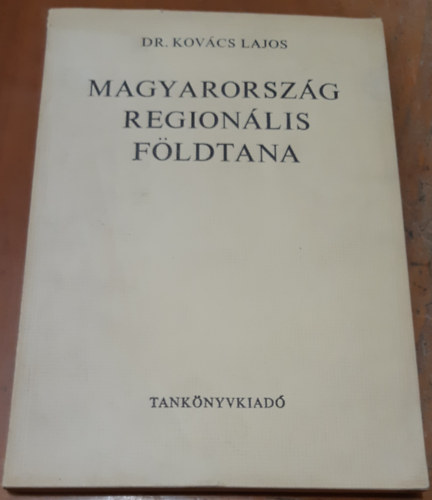 DR. KOVÁCS LAJOS
MAGYARORSZÁG
REGIONÁLIS
FÖLDTANA
TANKÖNYVKIADÓ